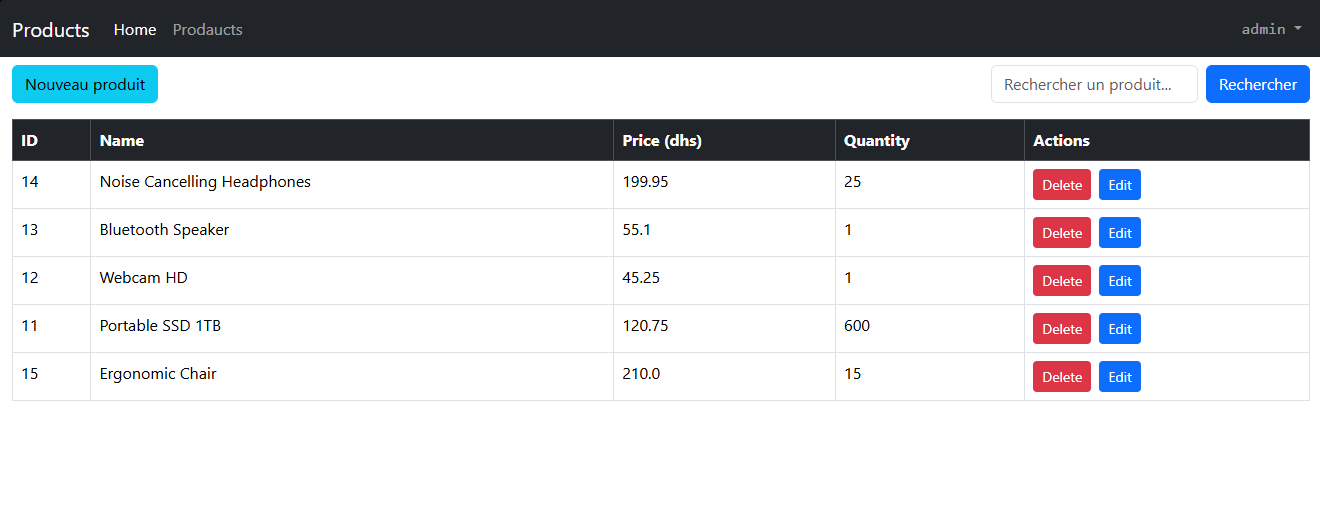 Products Home Prodaucts admin
Nouveau produit Rechercher un produit... Rechercher
ID Name Price (dhs) Quantity Actions
14 Noise Cancelling Headphones 199.95 25 Delete Edit
13 Bluetooth Speaker 55.1 1 Delete Edit
12 Webcam HD 45.25 1 Delete Edit
11 Portable SSD 1TB 120.75 600 Delete Edit
15 Ergonomic Chair 210.0 15 Delete Edit